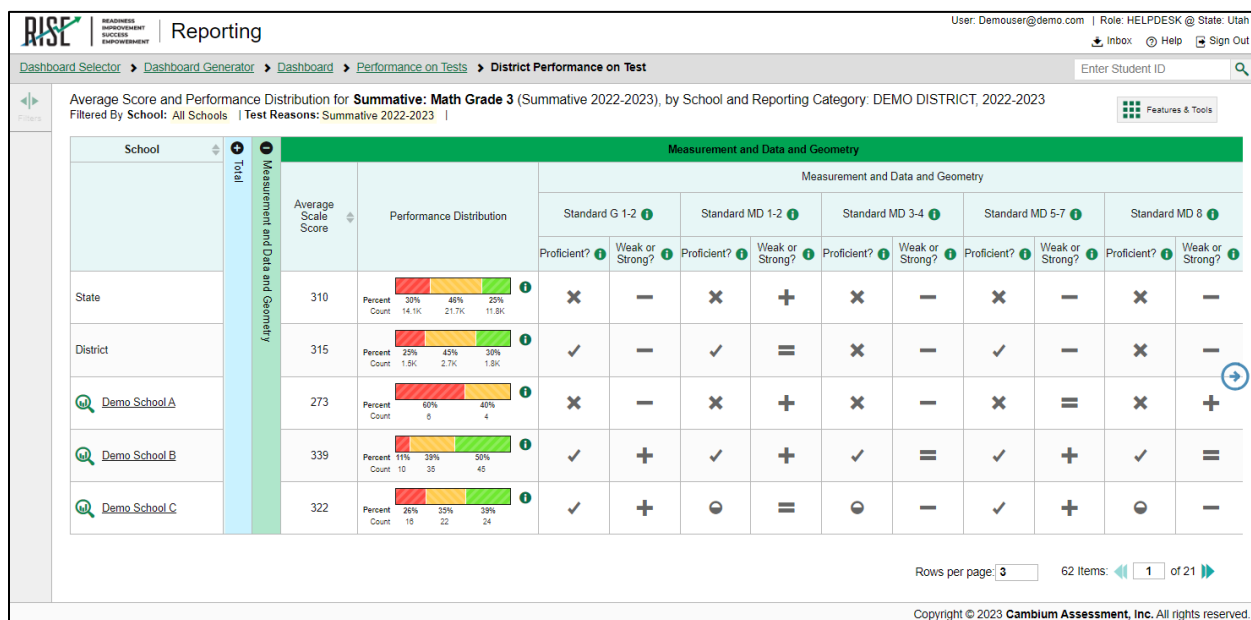 User: Demouser@demo.com | Role: HELPDESK @ State: Utah
RISE
READINESS
IMPROVEMENT
SUCCESS
EMPOWERMENT
Reporting
Inbox Help Sign Out
Dashboard Selector > Dashboard Generator > Dashboard > Performance on Tests > District Performance on Test
Enter Student ID
Filters
Average Score and Performance Distribution for Summative: Math Grade 3 (Summative 2022-2023), by School and Reporting Category: DEMO DISTRICT, 2022-2023
Filtered By School: All Schools | Test Reasons: Summative 2022-2023 |
Features & Tools
School
Total
Measurement and Data and Geometry
Measurement and Data and Geometry
Measurement and Data and Geometry
Average Scale Score
Performance Distribution
Standard G 1-2 Standard MD 1-2 Standard MD 3-4 Standard MD 5-7 Standard MD 8
Proficient? Weak or Strong? Proficient? Weak or Strong? Proficient? Weak or Strong? Proficient? Weak or Strong? Proficient? Weak or Strong?
State 310
Percent 30% 46% 25%
Count 14.1K 21.7K 11.8K
District 315
Percent 25% 45% 30%
Count 1.5K 2.7K 1.8K
Demo School A 273
Percent 60% 40%
Count 6 4
Demo School B 339
Percent 11% 39% 50%
Count 10 35 45
Demo School C 322
Percent 26% 35% 39%
Count 16 22 24
Rows per page: 3 62 Items: 1 of 21
Copyright © 2023 Cambium Assessment, Inc. All rights reserved.